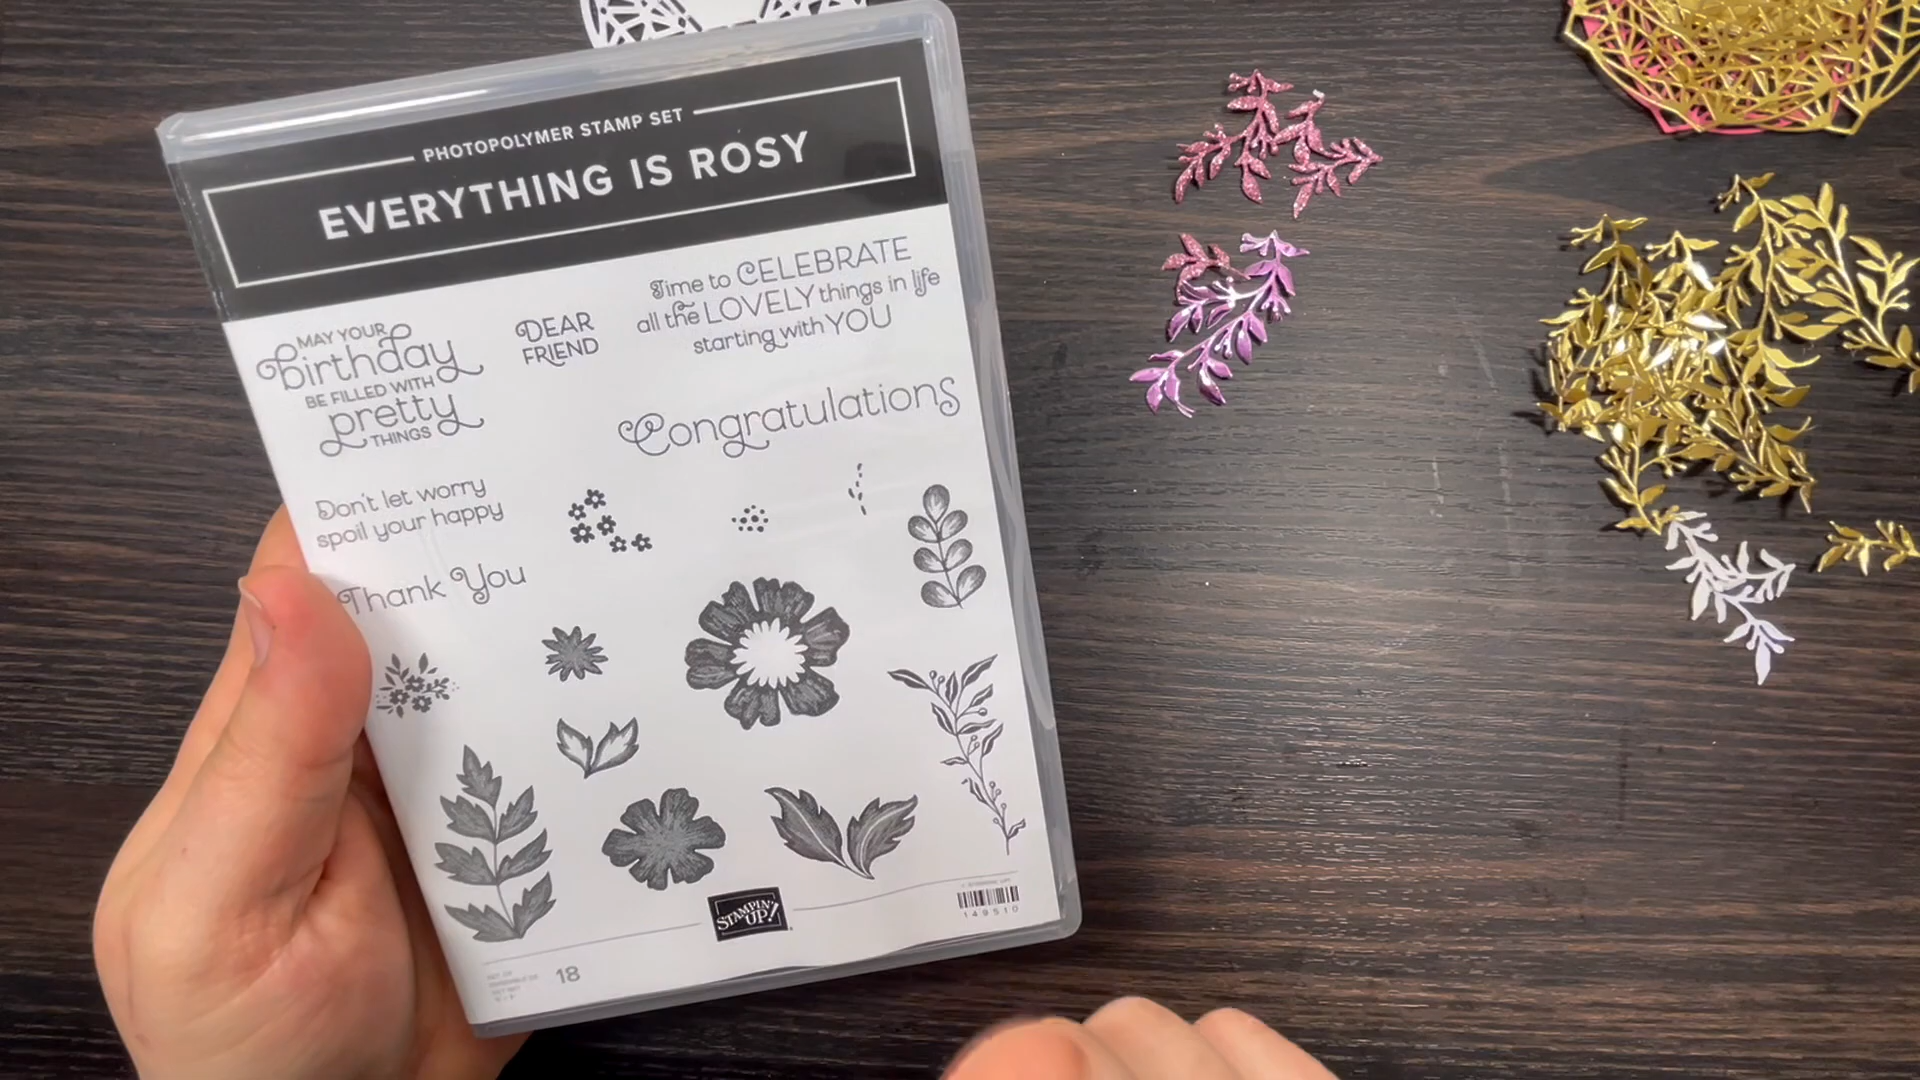 PHOTOPOLYMER STAMP SET
EVERYTHING IS ROSY
MAY YOUR
birthday
BE FILLED WITH
pretty
THINGS
DEAR
FRIEND
Time to CELEBRATE
all the LOVELY things in life
starting with YOU
Congratulations
Don't let worry
spoil your happy
Thank You
STAMPIN' UP!
149510
18